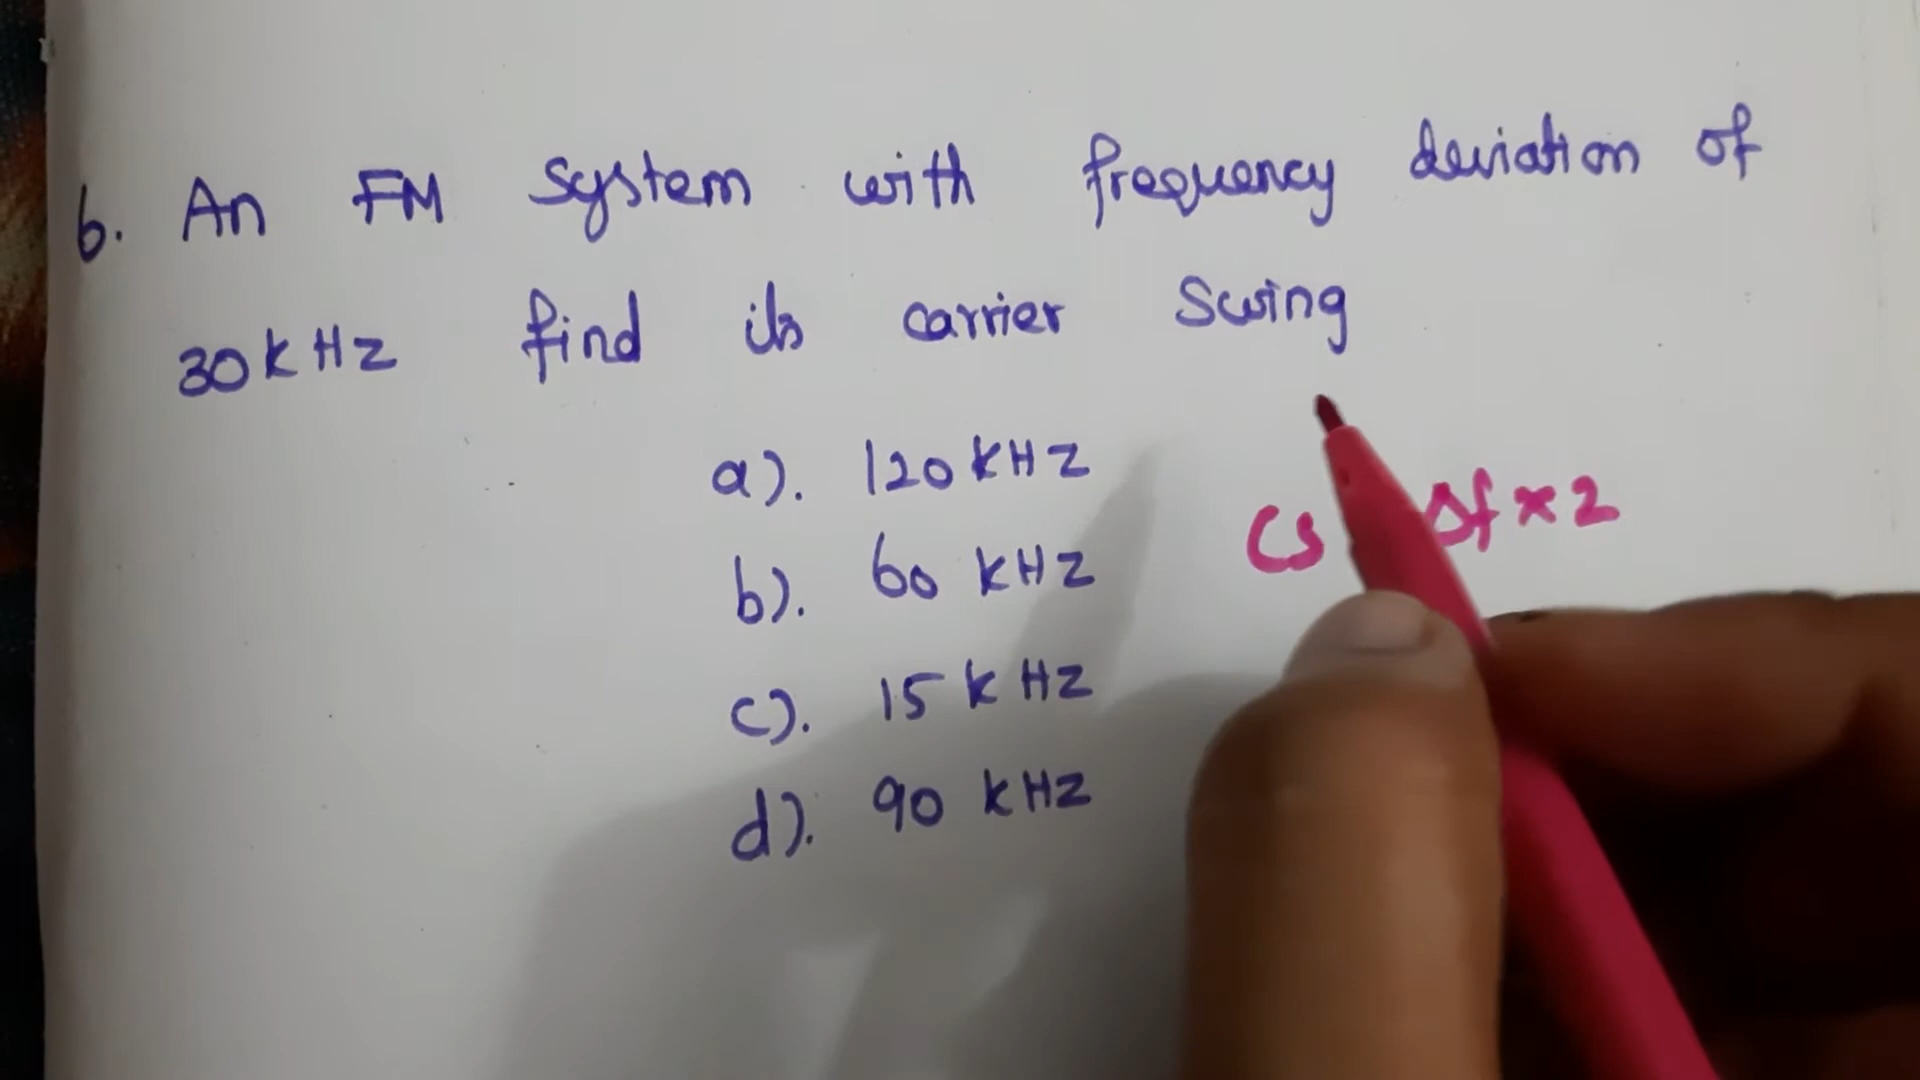 6. An FM system with frequency deviation of
30 kHz find its carrier swing
a). 120 kHz
b). 60 kHz
c). 15 kHz
d). 90 kHz
Cs Δf × 2